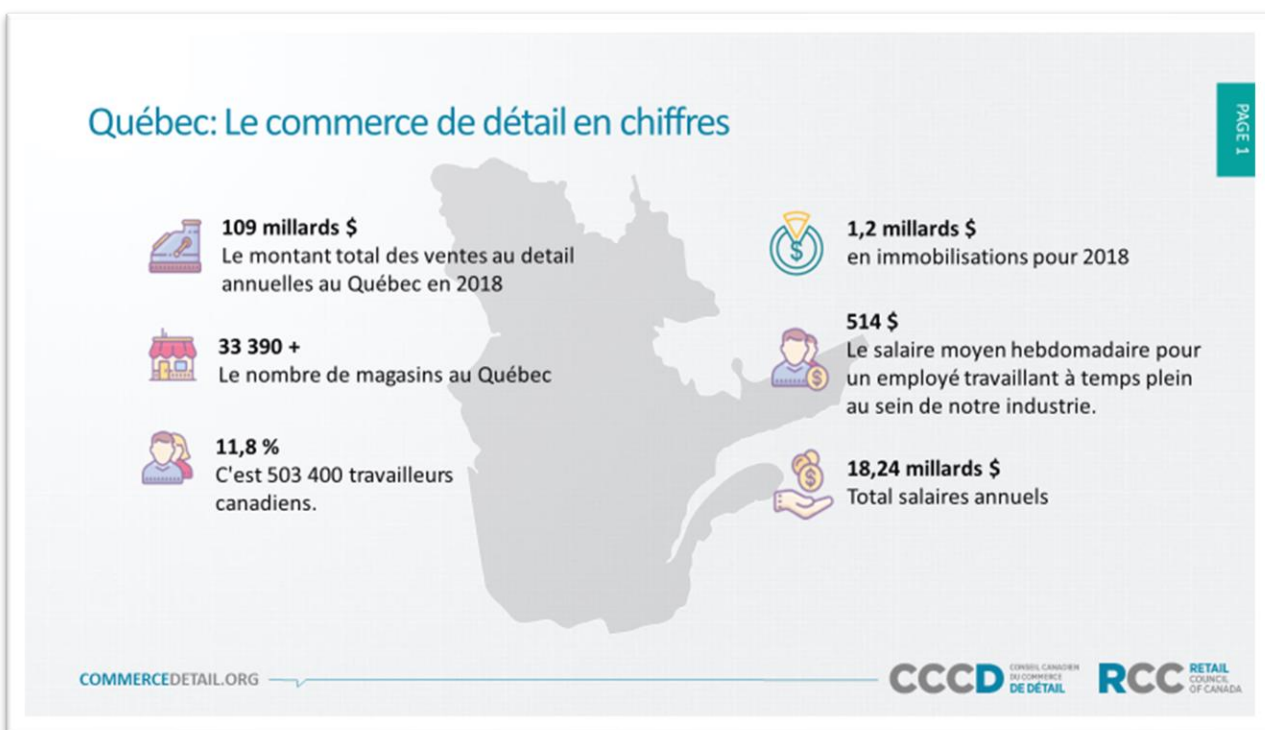 Québec: Le commerce de détail en chiffres
PAGE 1
109 millards $
Le montant total des ventes au detail
annuelles au Québec en 2018
33 390 +
Le nombre de magasins au Québec
11,8 %
C'est 503 400 travailleurs
canadiens.
1,2 millards $
en immobilisations pour 2018
514 $
Le salaire moyen hebdomadaire pour
un employé travaillant à temps plein
au sein de notre industrie.
18,24 millards $
Total salaires annuels
COMMERCEDETAIL.ORG
CCCD
CONSEIL CANADIEN
DU COMMERCE
DE DÉTAIL
RCC
RETAIL
COUNCIL
OF CANADA